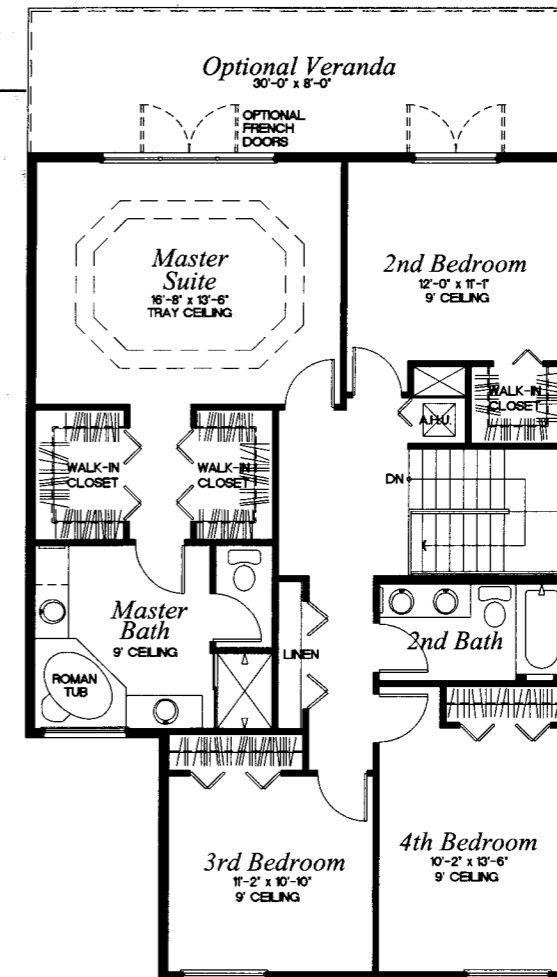 Optional Veranda
30'-0" x 8'-0"
OPTIONAL
FRENCH
DOORS
Master
Suite
16'-8" x 13'-6"
TRAY CEILING
2nd Bedroom
12'-0" x 11'-1"
9' CEILING
WALK-IN
CLOSET
A.H.U.
WALK-IN
CLOSET
WALK-IN
CLOSET
DN
Master
Bath
9' CEILING
ROMAN
TUB
LINEN
2nd Bath
3rd Bedroom
11'-2" x 10'-10"
9' CEILING
4th Bedroom
10'-2" x 13'-6"
9' CEILING